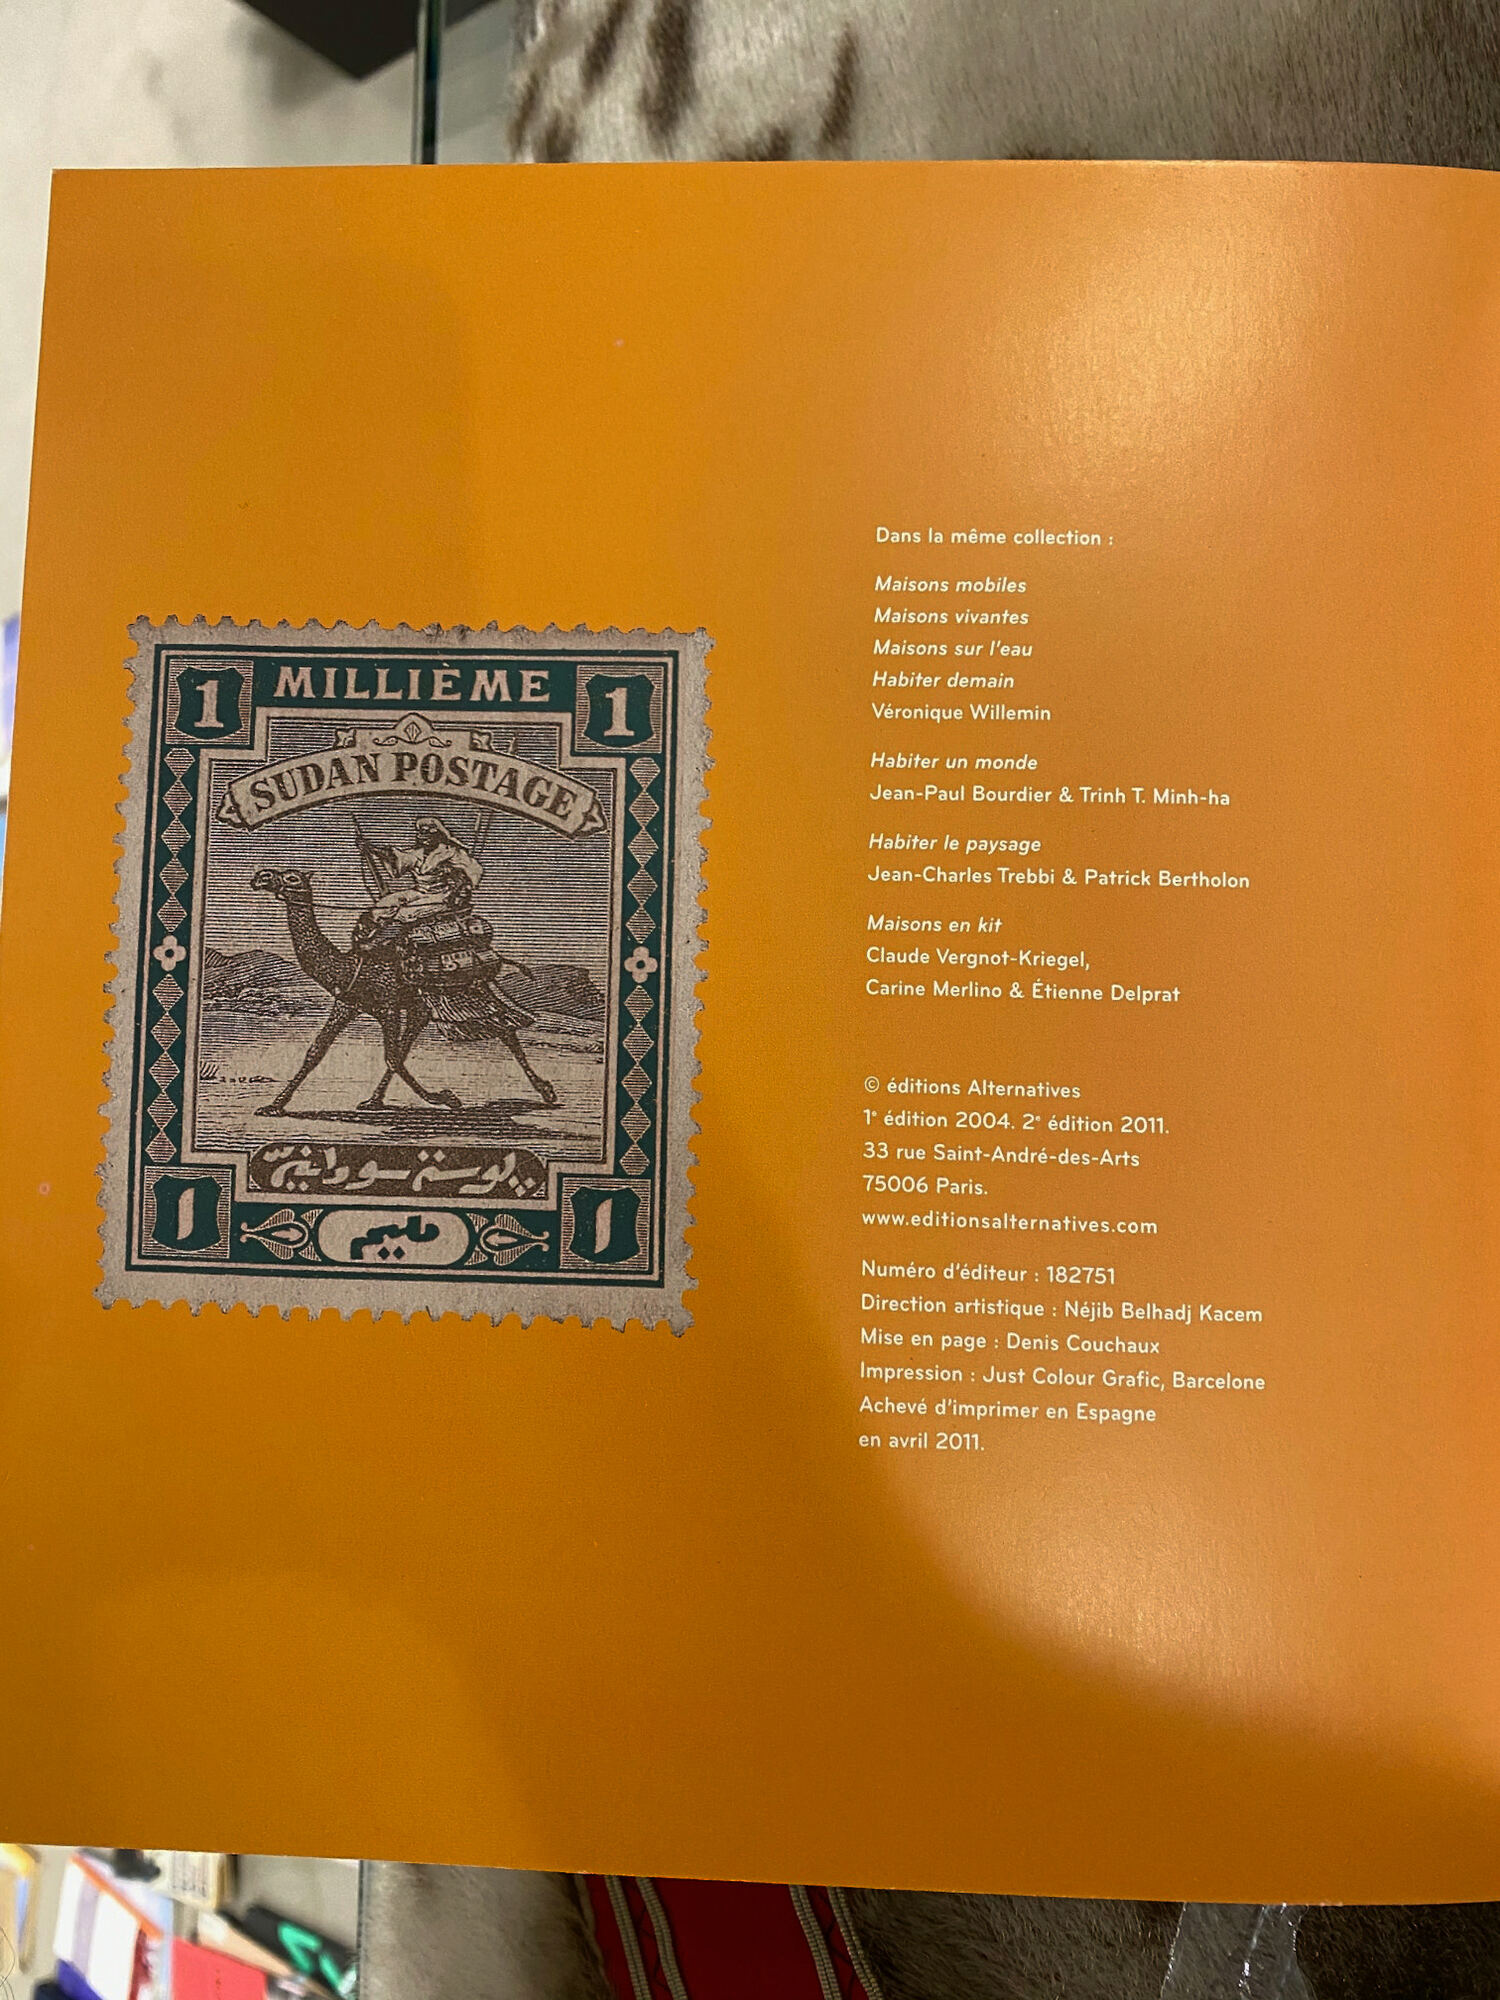 1 MILLIÈME 1
SUDAN POSTAGE
پوستة سودانية
١ مليم ١
Dans la même collection :
Maisons mobiles
Maisons vivantes
Maisons sur l'eau
Habiter demain
Véronique Willemin
Habiter un monde
Jean-Paul Bourdier & Trinh T. Minh-ha
Habiter le paysage
Jean-Charles Trebbi & Patrick Bertholon
Maisons en kit
Claude Vergnot-Kriegel,
Carine Merlino & Étienne Delprat
© éditions Alternatives
1e édition 2004. 2e édition 2011.
33 rue Saint-André-des-Arts
75006 Paris.
www.editionsalternatives.com
Numéro d'éditeur : 182751
Direction artistique : Néjib Belhadj Kacem
Mise en page : Denis Couchaux
Impression : Just Colour Grafic, Barcelone
Achevé d'imprimer en Espagne
en avril 2011.